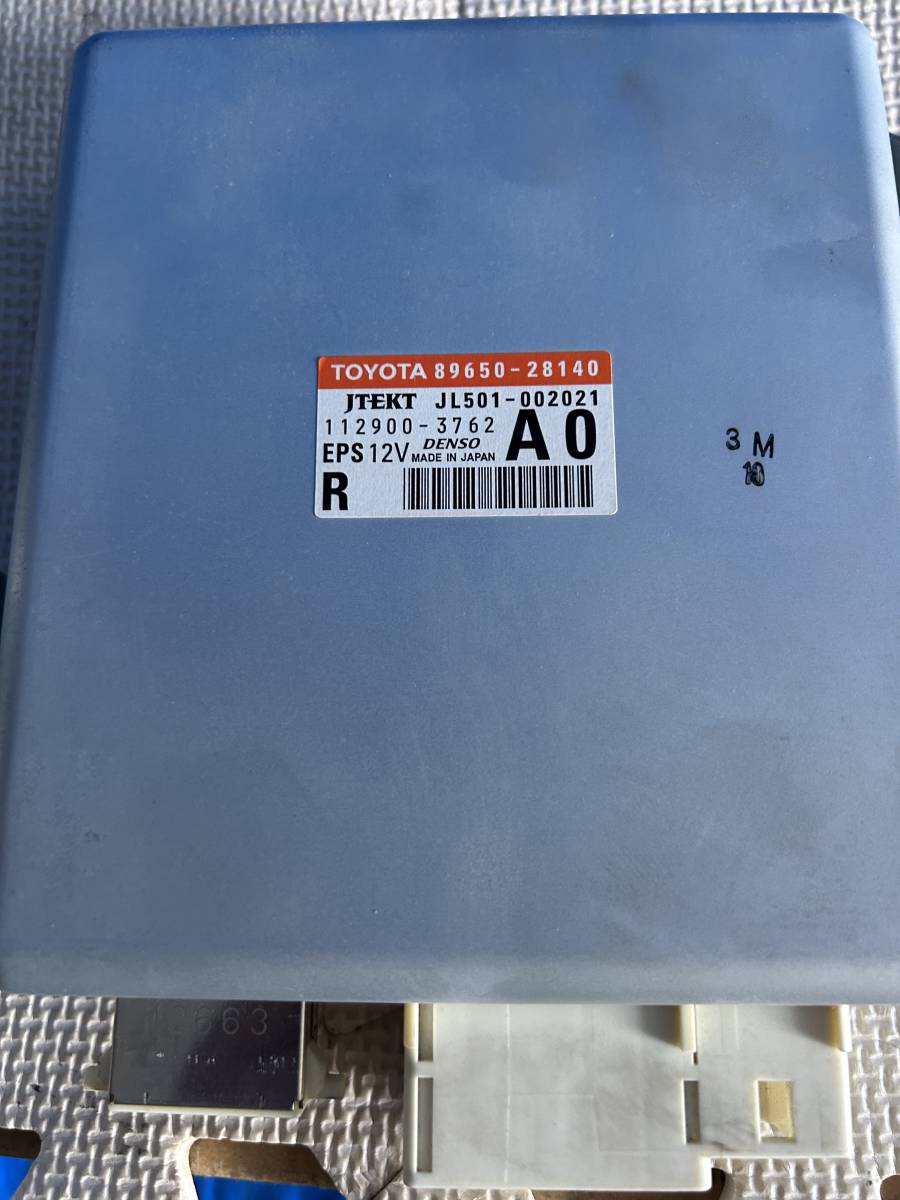 TOYOTA 89650-28140
JTEKT JL501-002021
112900-3762
EPS 12V DENSO MADE IN JAPAN A0
R
3 M
10